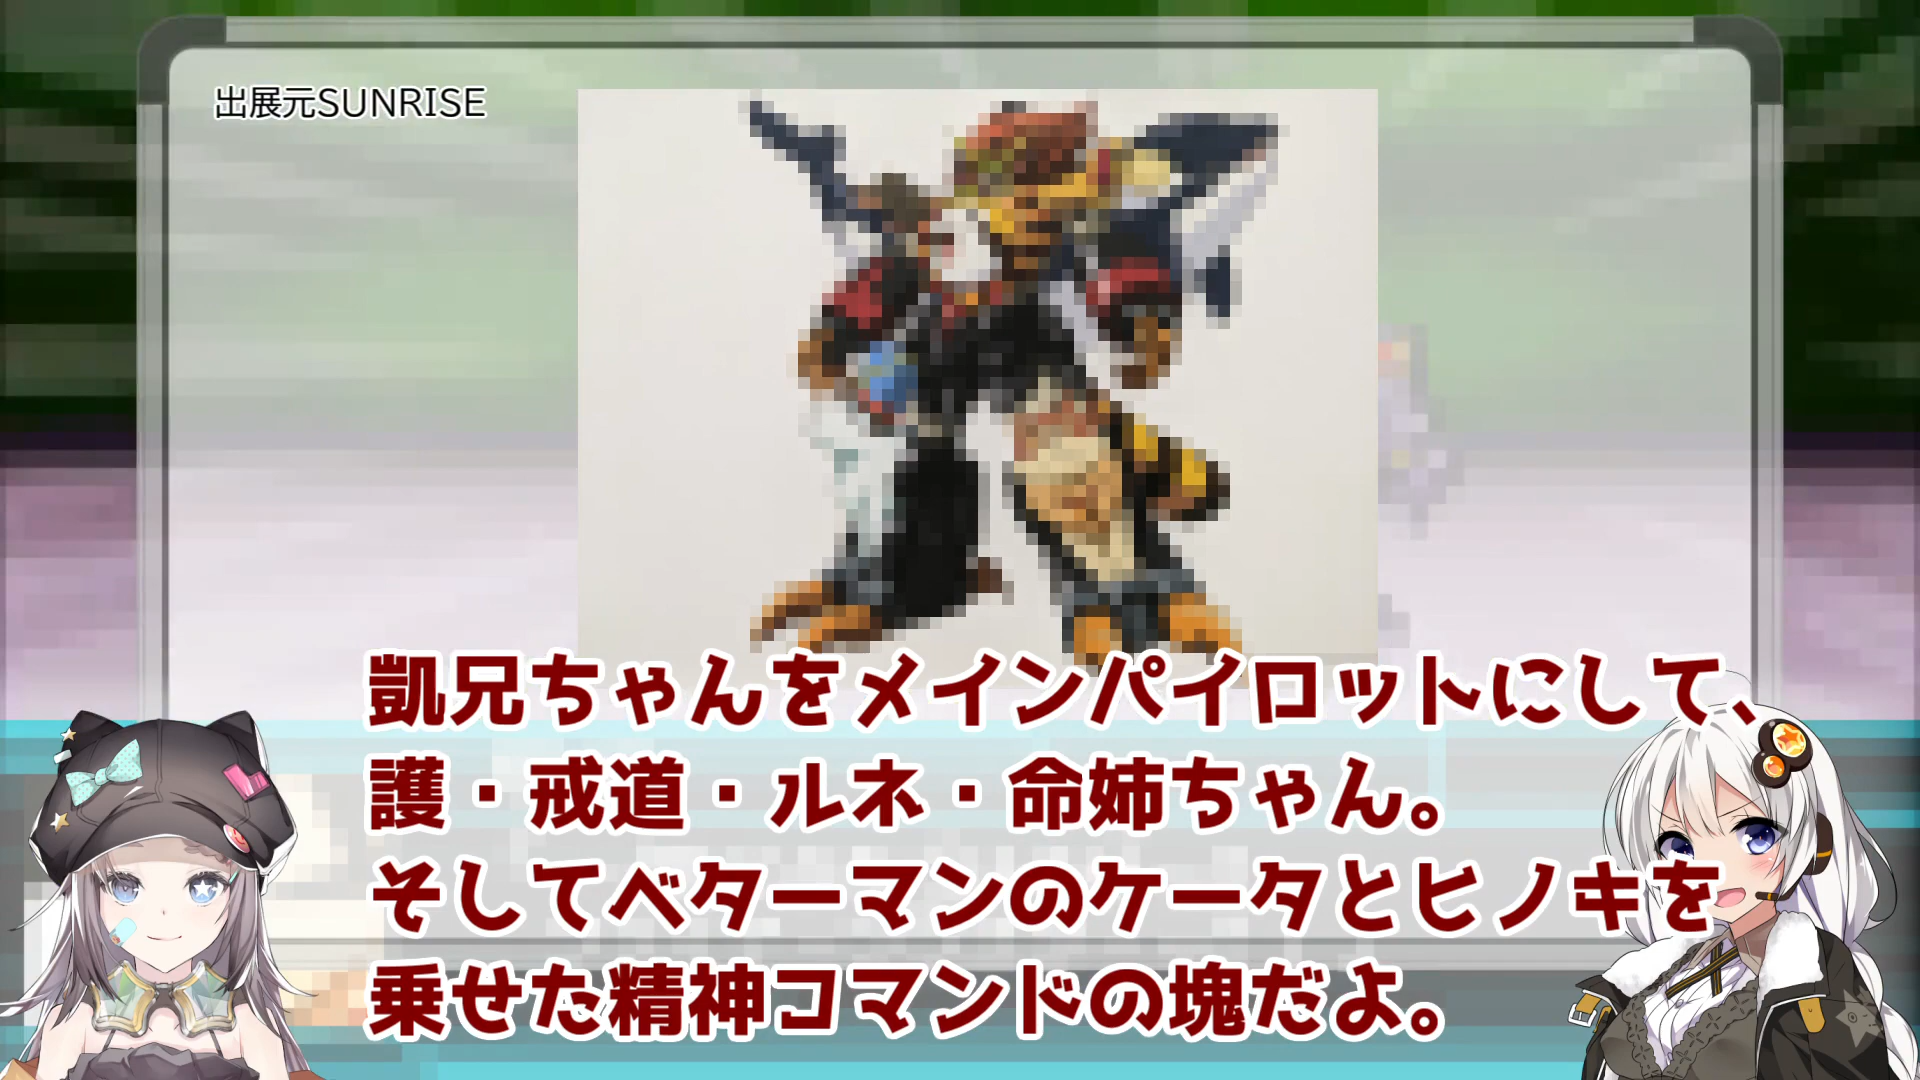 出展元SUNRISE
凱兄ちゃんをメインパイロットにして、
護・戒道・ルネ・命姉ちゃん。
そしてベターマンのケータとヒノキを
乗せた精神コマンドの塊だよ。